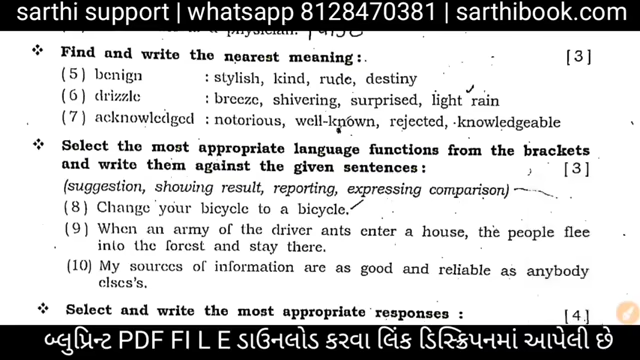 sarthi support | whatsapp 8128470381 | sarthibook.com
a physician.
❖ Find and write the nearest meaning: [3]
(5) benign : stylish, kind, rude, destiny
(6) drizzle : breeze, shivering, surprised, light rain
(7) acknowledged : notorious, well-known, rejected, knowledgeable
❖ Select the most appropriate language functions from the brackets
and write them against the given sentences : [3]
(suggestion, showing result, reporting, expressing comparison)
(8) Change your bicycle to a bicycle.
(9) When an army of the driver ants enter a house, the people flee
into the forest and stay there.
(10) My sources of information are as good and reliable as anybody
elses's.
❖ Select and write the most appropriate responses : [4]
બ્લુપ્રિન્ટ PDF FI L E ડાઉનલોડ કરવા લિંક ડિસ્ક્રિપનમાં આપેલી છે